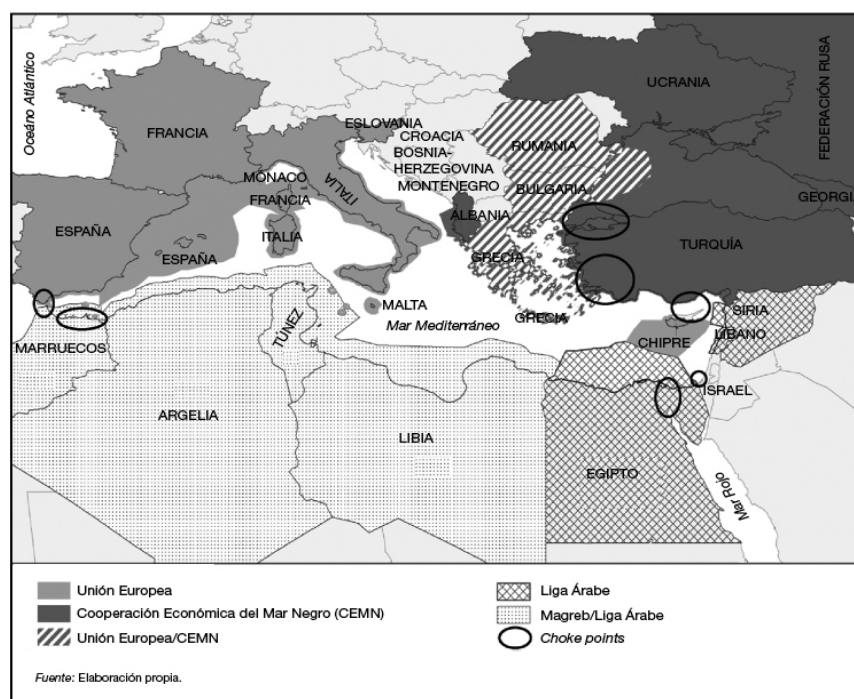 Oceáno Atlántico
FRANCIA
ESLOVANIA
CROACIA
BOSNIA-
HERZEGOVINA
MONTENEGRO
MÓNACO
FRANCIA
ITALIA
ITALIA
ESPAÑA
ESPAÑA
UCRANIA
FEDERACIÓN RUSA
RUMANIA
BULGARIA
GEORGIA
ALBANIA
GRECIA
TURQUÍA
MALTA
GRECIA
Mar Mediterráneo
CHIPRE
SIRIA
LÍBANO
ISRAEL
MARRUECOS
TÚNEZ
ARGELIA
LIBIA
EGIPTO
Mar Rojo
Unión Europea
Cooperación Económica del Mar Negro (CEMN)
Unión Europea/CEMN
Liga Árabe
Magreb/Liga Árabe
Choke points
Fuente: Elaboración propia.